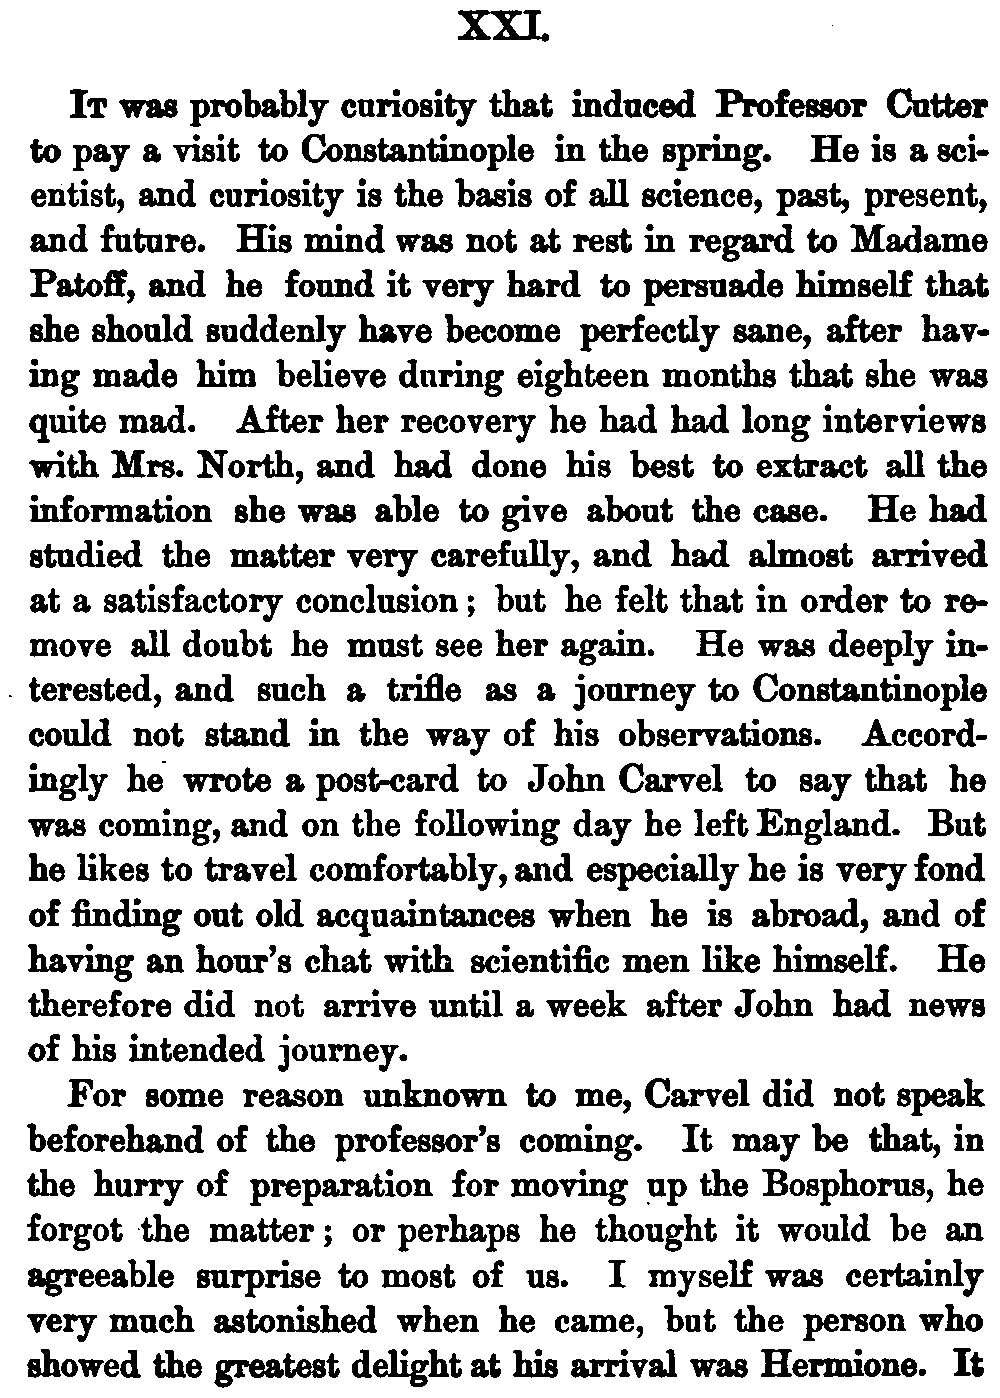 XXI.
It was probably curiosity that induced Professor Cutter
to pay a visit to Constantinople in the spring. He is a sci-
entist, and curiosity is the basis of all science, past, present,
and future. His mind was not at rest in regard to Madame
Patoff, and he found it very hard to persuade himself that
she should suddenly have become perfectly sane, after hav-
ing made him believe during eighteen months that she was
quite mad. After her recovery he had had long interviews
with Mrs. North, and had done his best to extract all the
information she was able to give about the case. He had
studied the matter very carefully, and had almost arrived
at a satisfactory conclusion; but he felt that in order to re-
move all doubt he must see her again. He was deeply in-
terested, and such a trifle as a journey to Constantinople
could not stand in the way of his observations. Accord-
ingly he wrote a post-card to John Carvel to say that he
was coming, and on the following day he left England. But
he likes to travel comfortably, and especially he is very fond
of finding out old acquaintances when he is abroad, and of
having an hour's chat with scientific men like himself. He
therefore did not arrive until a week after John had news
of his intended journey.
For some reason unknown to me, Carvel did not speak
beforehand of the professor's coming. It may be that, in
the hurry of preparation for moving up the Bosphorus, he
forgot the matter; or perhaps he thought it would be an
agreeable surprise to most of us. I myself was certainly
very much astonished when he came, but the person who
showed the greatest delight at his arrival was Hermione. It